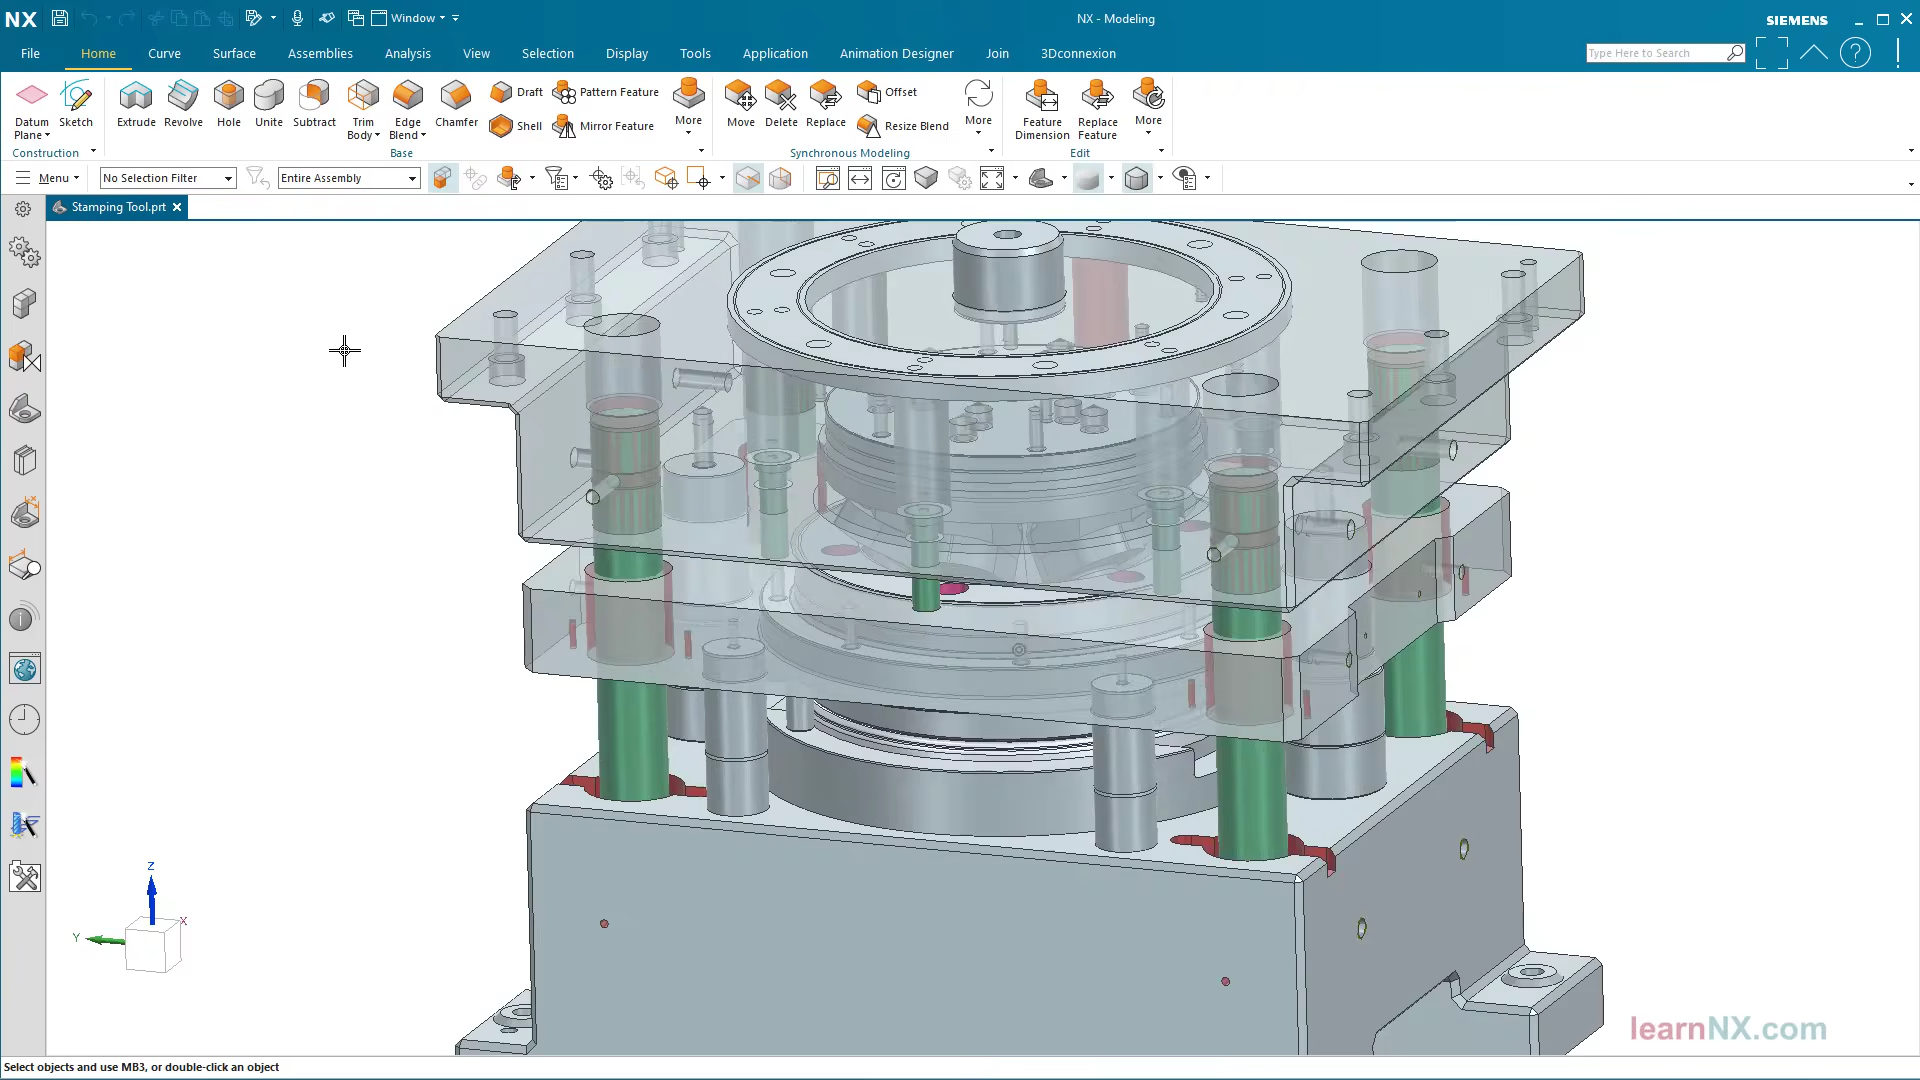 NX
Window
NX - Modeling
SIEMENS
File Home Curve Surface Assemblies Analysis View Selection Display Tools Application Animation Designer Join 3Dconnexion
Type Here to Search
Datum Plane
Sketch
Extrude
Revolve
Hole
Unite
Subtract
Trim Body
Edge Blend
Chamfer
Draft
Shell
Pattern Feature
Mirror Feature
More
Move
Delete
Replace
Offset
Resize Blend
More
Feature Dimension
Replace Feature
More
Construction
Base
Synchronous Modeling
Edit
Menu
No Selection Filter
Entire Assembly
Stamping Tool.prt
Z
X
Y
learnNX.com
Select objects and use MB3, or double-click an object